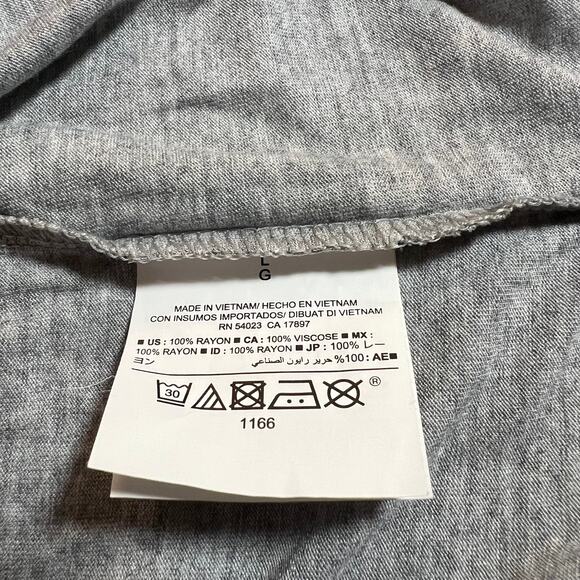 L
G
MADE IN VIETNAM/ HECHO EN VIETNAM
CON INSUMOS IMPORTADOS/ DIBUAT DI VIETNAM
RN 54023 CA 17897
■ US : 100% RAYON ■ CA : 100% VISCOSE ■ MX :
100% RAYON ■ ID : 100% RAYON ■ JP : 100% レー
ヨン
■AE : 100% حرير رايون الصناعي
30
®
1166